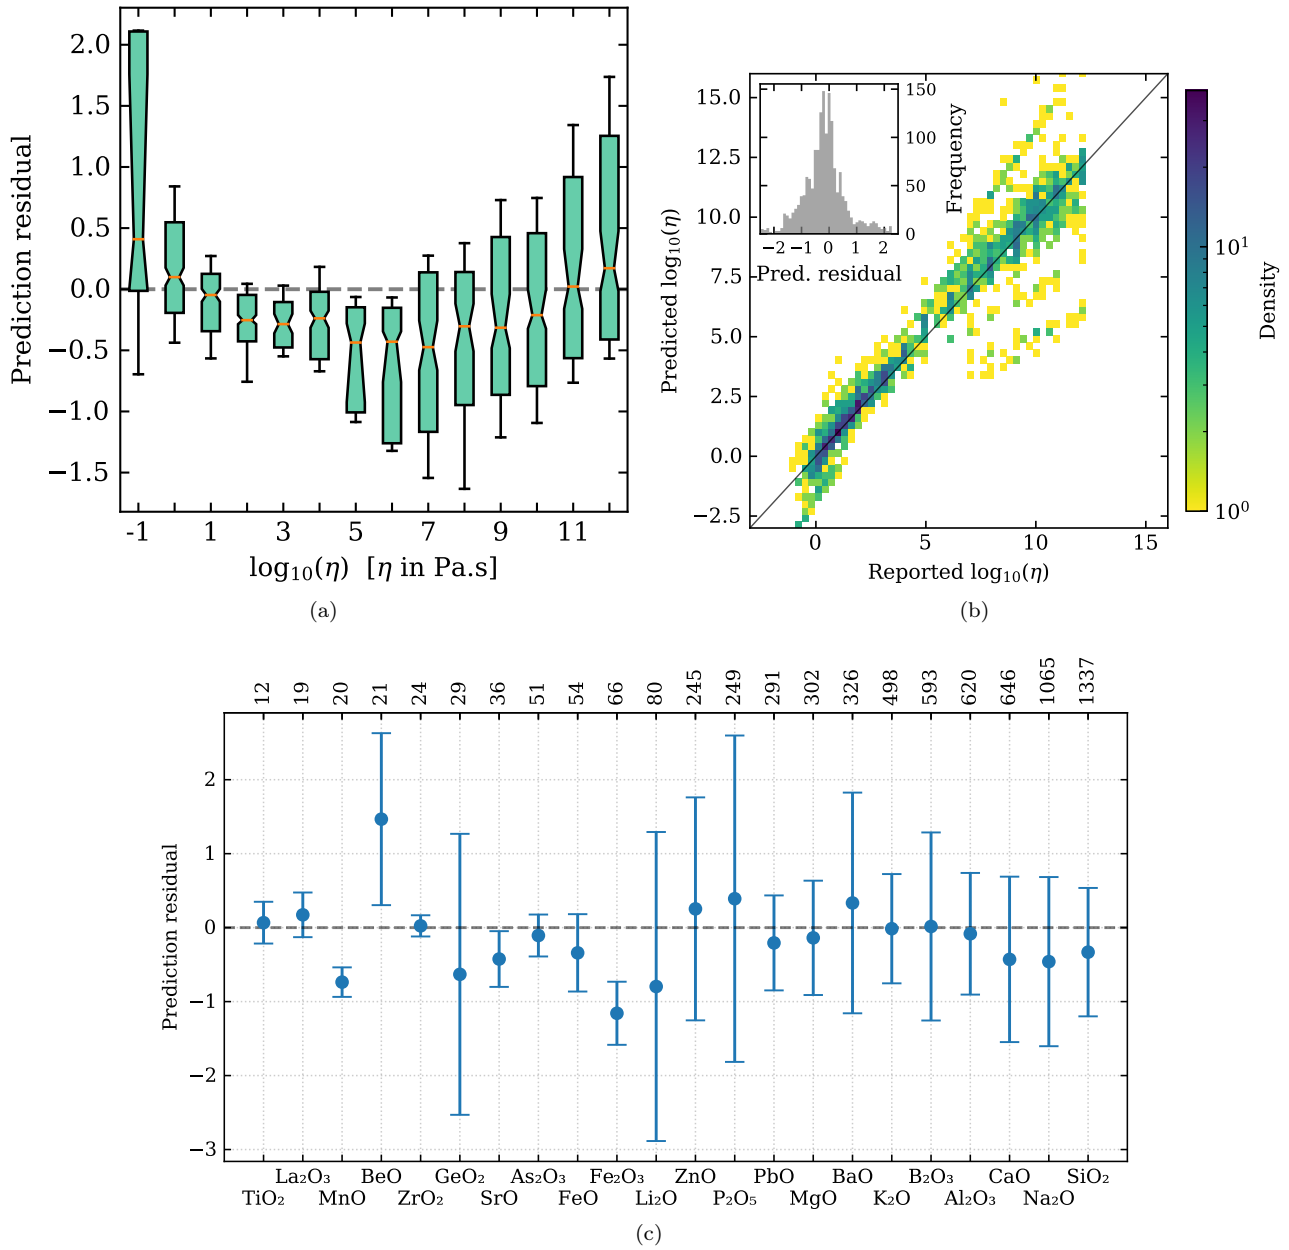 2.0
1.5
1.0
0.5
0.0
−0.5
−1.0
−1.5
Prediction residual
-1
1
3
5
7
9
11
log₁₀(η) [η in Pa.s]
(a)
15.0
12.5
10.0
7.5
5.0
2.5
0.0
−2.5
Predicted log₁₀(η)
150
100
50
0
Frequency
−2 −1 0 1 2
Pred. residual
0 5 10 15
Reported log₁₀(η)
10¹
10⁰
Density
(b)
12 19 20 21 24 29 36 51 54 66 80 245 249 291 302 326 498 593 620 646 1065 1337
2
1
0
−1
−2
−3
Prediction residual
La₂O₃ BeO GeO₂ As₂O₃ Fe₂O₃ ZnO PbO BaO B₂O₃ CaO SiO₂
TiO₂ MnO ZrO₂ SrO FeO Li₂O P₂O₅ MgO K₂O Al₂O₃ Na₂O
(c)